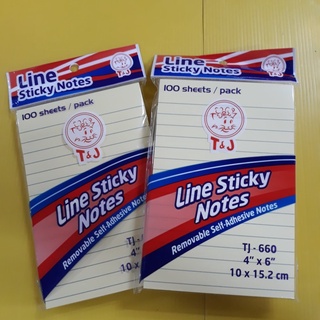 Line
Sticky Notes
100 sheets / pack
T&J
Line Sticky
Notes
Removable Self-Adhesive Notes
TJ -
4"
10 x
Line
Sticky Notes
T&J
100 sheets / pack
T&J
Line Sticky
Notes
Removable Self-Adhesive Notes
TJ - 660
4" x 6"
10 x 15.2 cm